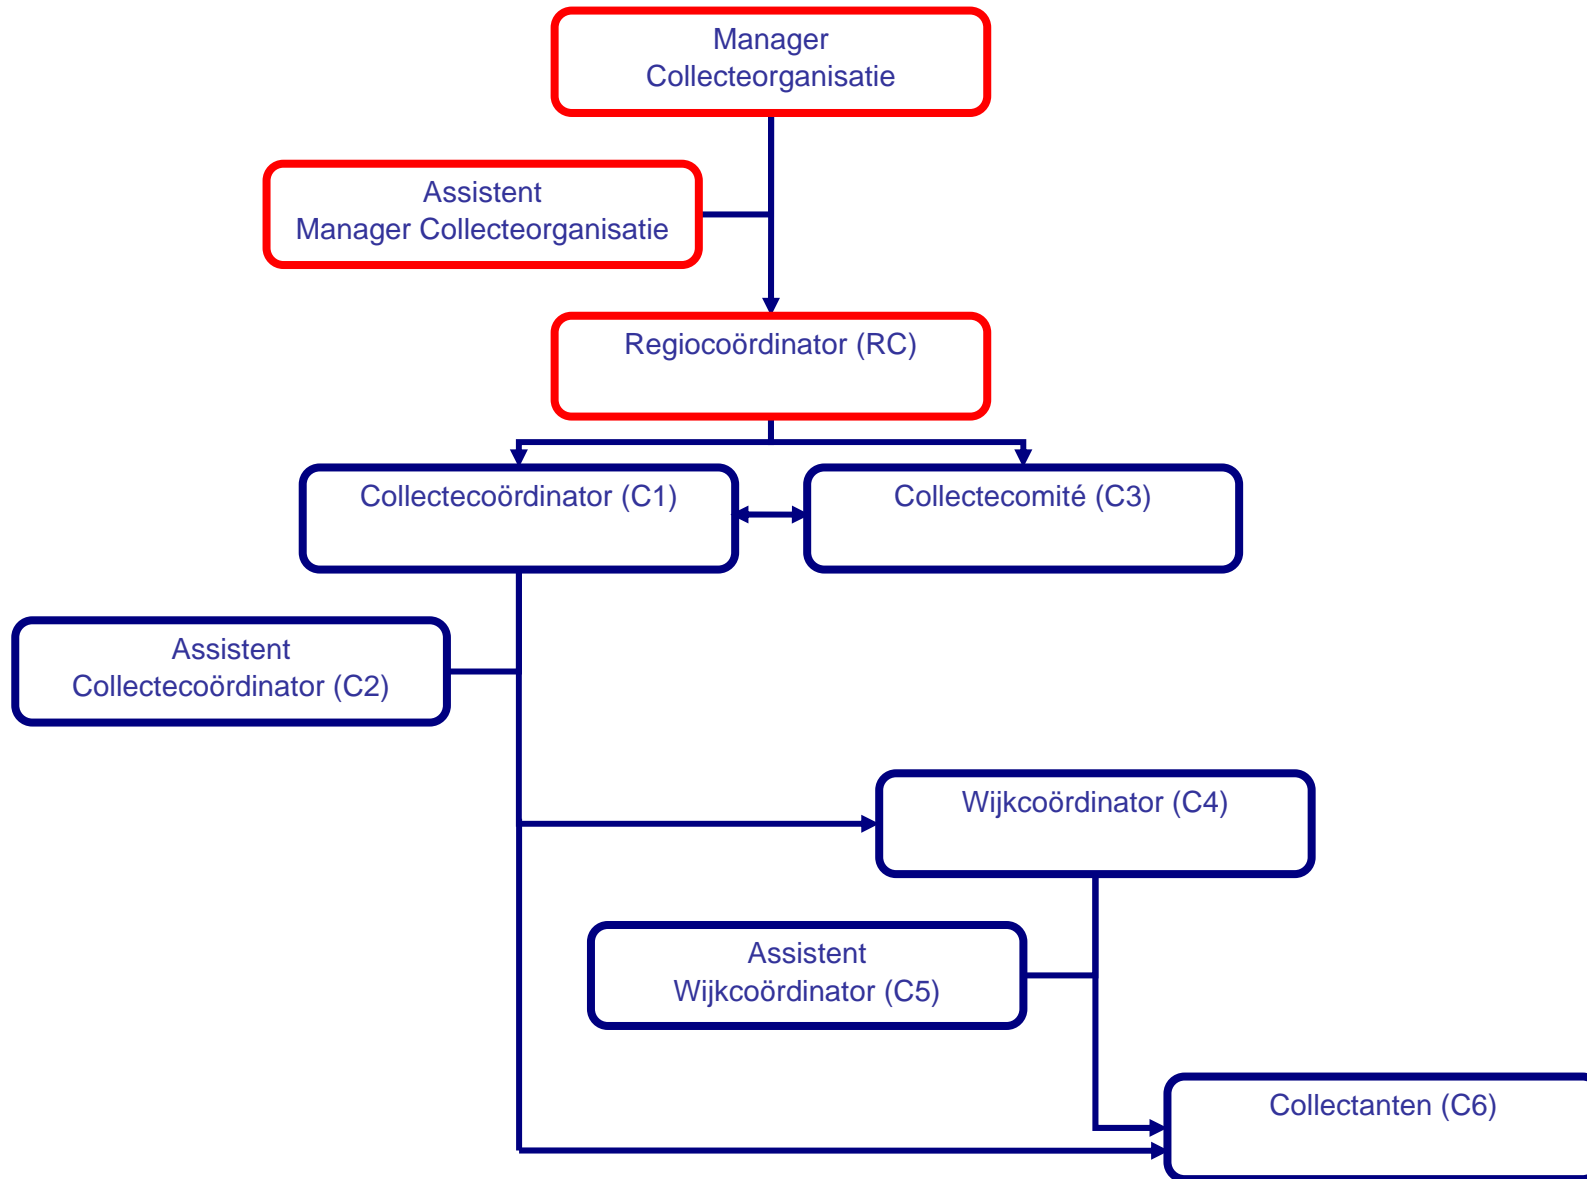 Manager
Collecteorganisatie
Assistent
Manager Collecteorganisatie
Regiocoördinator (RC)
Collectecoördinator (C1)
Collectecomité (C3)
Assistent
Collectecoördinator (C2)
Wijkcoördinator (C4)
Assistent
Wijkcoördinator (C5)
Collectanten (C6)